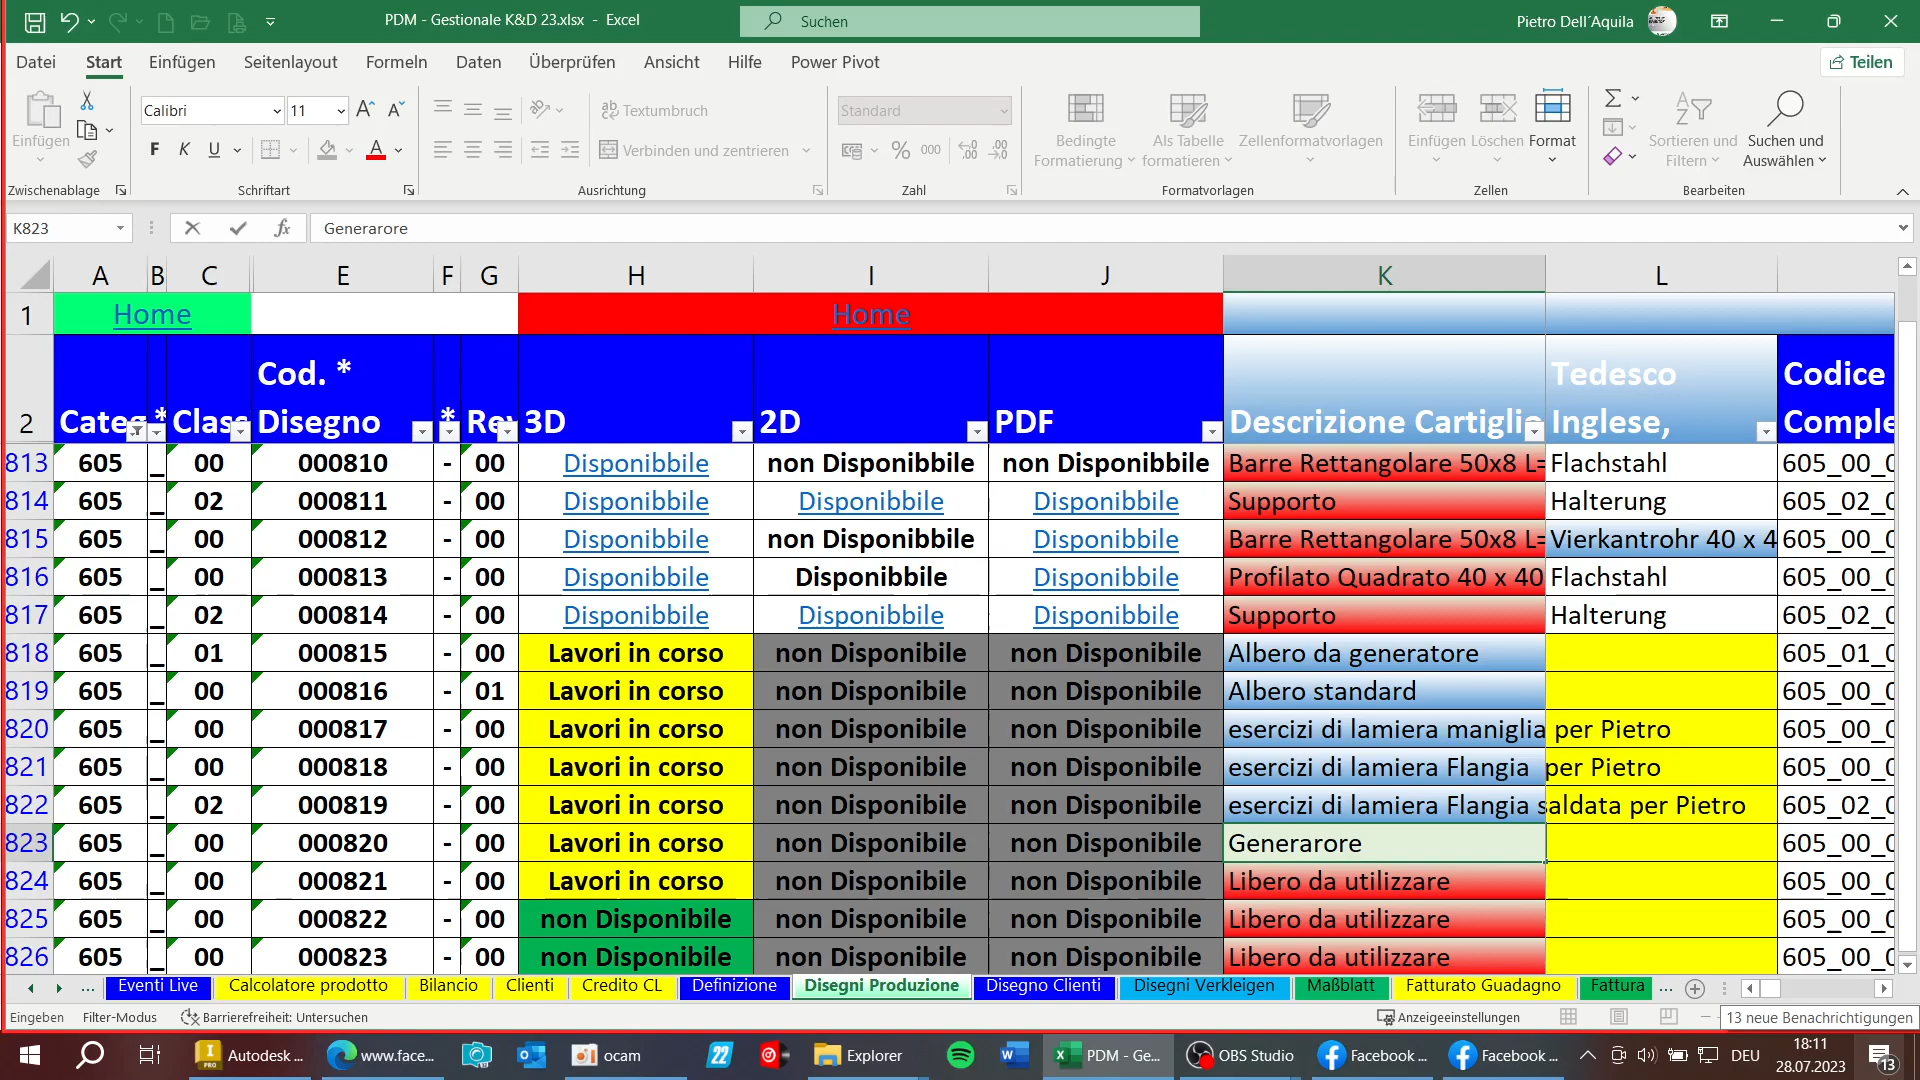 PDM - Gestionale K&D 23.xlsx - Excel
Suchen
Pietro Dell´Aquila
Datei Start Einfügen Seitenlayout Formeln Daten Überprüfen Ansicht Hilfe Power Pivot
Teilen
Calibri 11
Textumbruch
Standard
Einfügen
F K U
Verbinden und zentrieren
% 000
Bedingte Formatierung
Als Tabelle formatieren
Zellenformatvorlagen
Einfügen Löschen Format
Sortieren und Filtern
Suchen und Auswählen
Zwischenablage Schriftart Ausrichtung Zahl Formatvorlagen Zellen Bearbeiten
K823 fx Generarore
A B C E F G H I J K L
1 Home Home
2 Categ * Clas Cod. * Disegno * Rev 3D 2D PDF Descrizione Cartiglio Tedesco Inglese, Codice Comple
813 605 _ 00 000810 - 00 Disponibbile non Disponibbile non Disponibbile Barre Rettangolare 50x8 L= Flachstahl 605_00_0
814 605 _ 02 000811 - 00 Disponibbile Disponibbile Disponibbile Supporto Halterung 605_02_0
815 605 _ 00 000812 - 00 Disponibbile non Disponibbile Disponibbile Barre Rettangolare 50x8 L= Vierkantrohr 40 x 4 605_00_0
816 605 _ 00 000813 - 00 Disponibbile Disponibbile Disponibbile Profilato Quadrato 40 x 40 Flachstahl 605_00_0
817 605 _ 02 000814 - 00 Disponibbile Disponibbile Disponibbile Supporto Halterung 605_02_0
818 605 _ 01 000815 - 00 Lavori in corso non Disponibile non Disponibile Albero da generatore 605_01_0
819 605 _ 00 000816 - 01 Lavori in corso non Disponibile non Disponibile Albero standard 605_00_0
820 605 _ 00 000817 - 00 Lavori in corso non Disponibile non Disponibile esercizi di lamiera maniglia per Pietro 605_00_0
821 605 _ 00 000818 - 00 Lavori in corso non Disponibile non Disponibile esercizi di lamiera Flangia per Pietro 605_00_0
822 605 _ 02 000819 - 00 Lavori in corso non Disponibile non Disponibile esercizi di lamiera Flangia saldata per Pietro 605_02_0
823 605 _ 00 000820 - 00 Lavori in corso non Disponibile non Disponibile Generarore 605_00_0
824 605 _ 00 000821 - 00 Lavori in corso non Disponibile non Disponibile Libero da utilizzare 605_00_0
825 605 _ 00 000822 - 00 non Disponibile non Disponibile non Disponibile Libero da utilizzare 605_00_0
826 605 _ 00 000823 - 00 non Disponibile non Disponibile non Disponibile Libero da utilizzare 605_00_0
... Eventi Live Calcolatore prodotto Bilancio Clienti Credito CL Definizione Disegni Produzione Disegno Clienti Disegni Verkleigen Maßblatt Fatturato Guadagno Fattura ...
Eingeben Filter-Modus Barrierefreiheit: Untersuchen Anzeigeeinstellungen 13 neue Benachrichtigungen
Autodesk ... www.face... ocam 22 Explorer PDM - Ge... OBS Studio Facebook ... Facebook ... DEU 18:11
28.07.2023 13